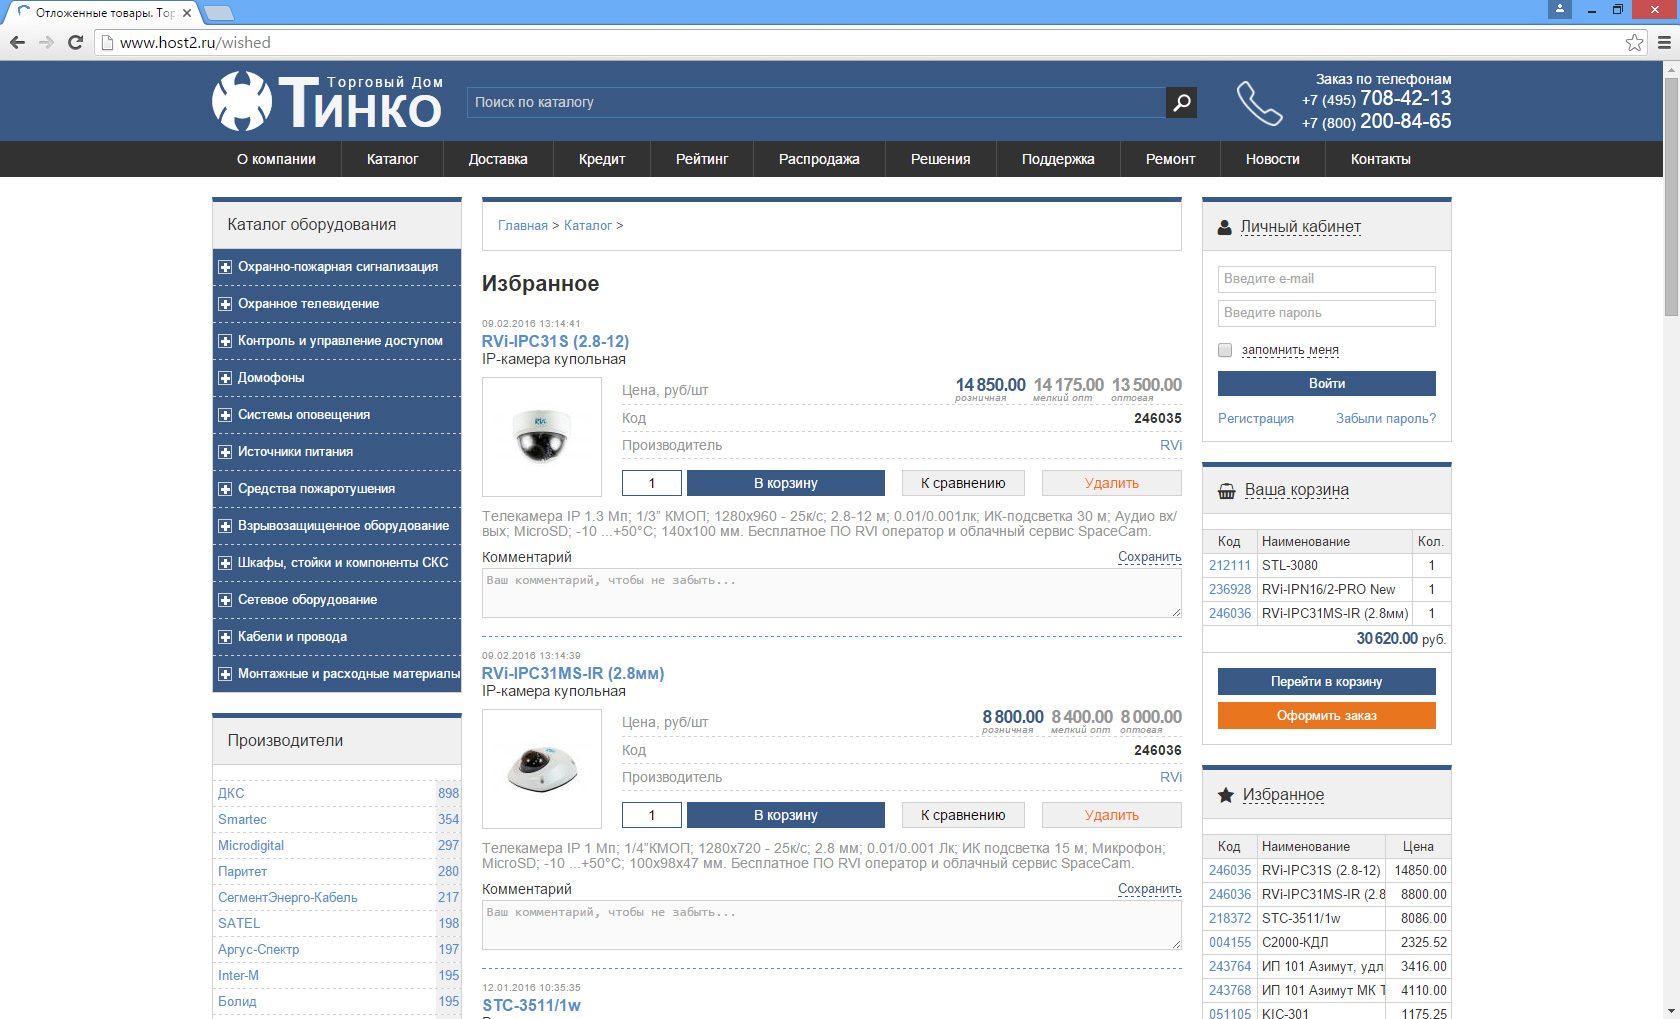 Отложенные товары. Тор
www.host2.ru/wished
Торговый Дом
Тинко
Поиск по каталогу
Заказ по телефонам
+7 (495) 708-42-13
+7 (800) 200-84-65
О компании
Каталог
Доставка
Кредит
Рейтинг
Распродажа
Решения
Поддержка
Ремонт
Новости
Контакты
Каталог оборудования
Охранно-пожарная сигнализация
Охранное телевидение
Контроль и управление доступом
Домофоны
Системы оповещения
Источники питания
Средства пожаротушения
Взрывозащищенное оборудование
Шкафы, стойки и компоненты СКС
Сетевое оборудование
Кабели и провода
Монтажные и расходные материалы
Производители
ДКС 898
Smartec 354
Microdigital 297
Паритет 280
СегментЭнерго-Кабель 217
SATEL 198
Аргус-Спектр 197
Inter-M 195
Болид 195
Главная > Каталог >
Избранное
09.02.2016 13:14:41
RVi-IPC31S (2.8-12)
IP-камера купольная
RVi
Цена, руб/шт 14 850.00 14 175.00 13 500.00
розничная мелкий опт оптовая
Код 246035
Производитель RVi
1 В корзину К сравнению Удалить
Телекамера IP 1.3 Мп; 1/3” КМОП; 1280x960 - 25к/с; 2.8-12 м; 0.01/0.001лк; ИК-подсветка 30 м; Аудио вх/
вых; MicroSD; -10 ...+50°С; 140x100 мм. Бесплатное ПО RVI оператор и облачный сервис SpaceCam.
Комментарий Сохранить
Ваш комментарий, чтобы не забыть...
09.02.2016 13:14:39
RVi-IPC31MS-IR (2.8мм)
IP-камера купольная
Цена, руб/шт 8 800.00 8 400.00 8 000.00
розничная мелкий опт оптовая
Код 246036
Производитель RVi
1 В корзину К сравнению Удалить
Телекамера IP 1 Мп; 1/4”КМОП; 1280x720 - 25к/с; 2.8 мм; 0.01/0.001 Лк; ИК подсветка 15 м; Микрофон;
MicroSD; -10 ...+50°С; 100x98x47 мм. Бесплатное ПО RVI оператор и облачный сервис SpaceCam.
Комментарий Сохранить
Ваш комментарий, чтобы не забыть...
12.01.2016 10:35:35
STC-3511/1w
Личный кабинет
Введите e-mail
Введите пароль
запомнить меня
Войти
Регистрация Забыли пароль?
Ваша корзина
Код Наименование Кол.
212111 STL-3080 1
236928 RVi-IPN16/2-PRO New 1
246036 RVi-IPC31MS-IR (2.8мм) 1
30 620.00 руб.
Перейти в корзину
Оформить заказ
Избранное
Код Наименование Цена
246035 RVi-IPC31S (2.8-12) 14850.00
246036 RVi-IPC31MS-IR (2.8 8800.00
218372 STC-3511/1w 8086.00
004155 С2000-КДЛ 2325.52
243764 ИП 101 Азимут, удл 3416.00
243768 ИП 101 Азимут МК Т 4110.00
051105 KIC-301 1175.25